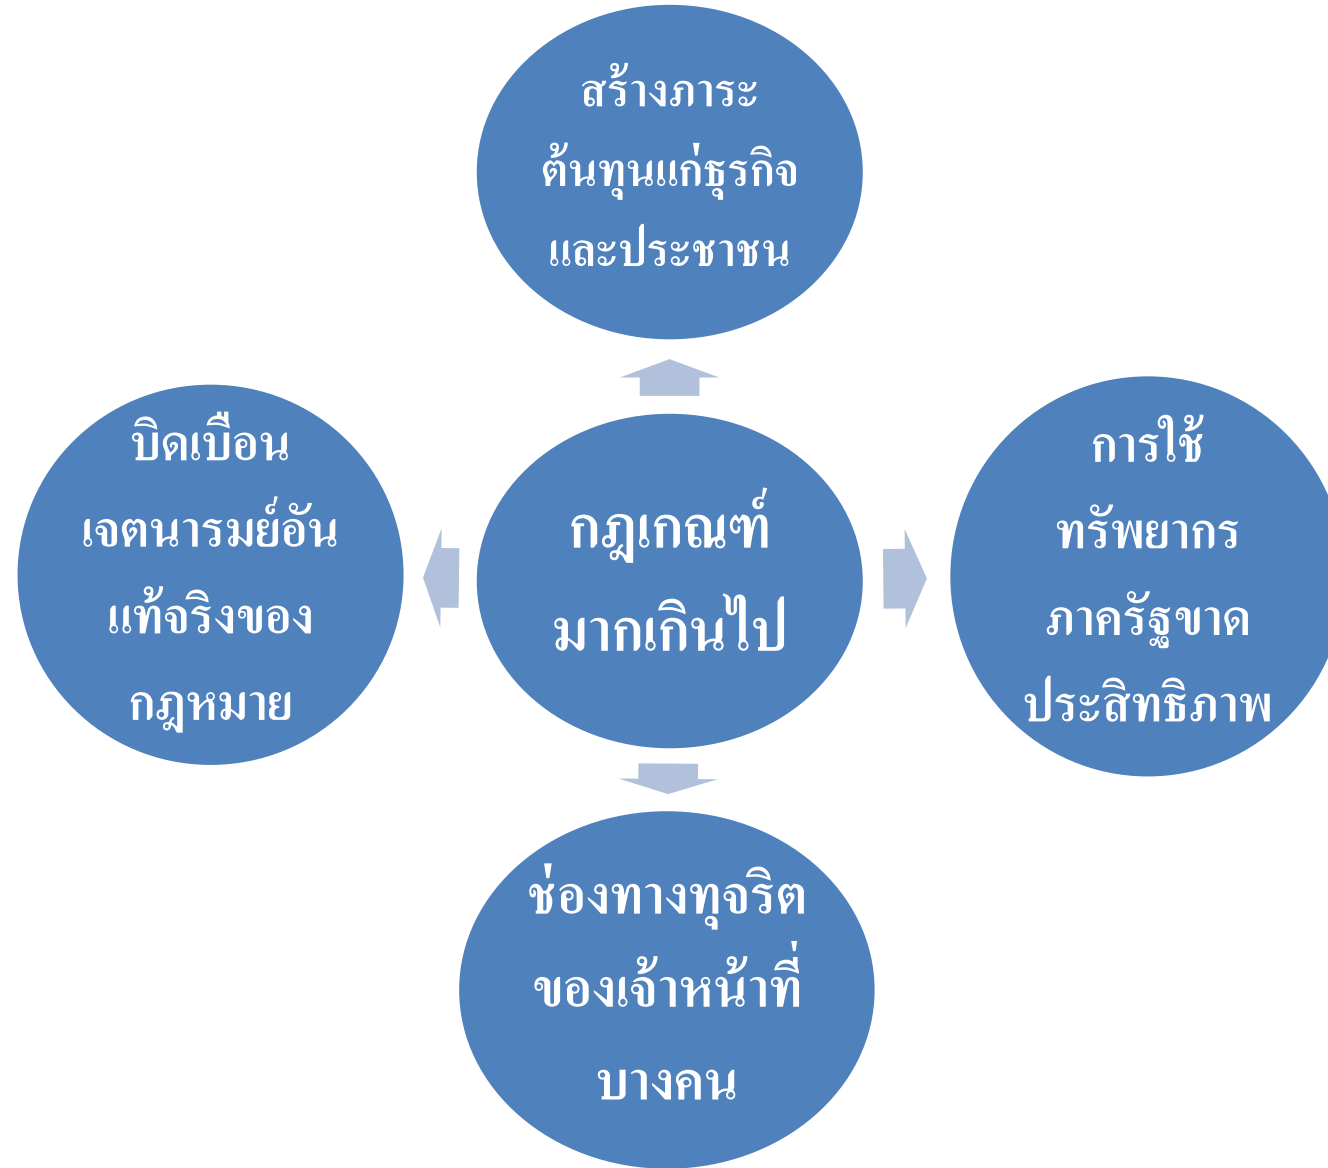 สร้างภาระ
ต้นทุนแก่ธุรกิจ
และประชาชน
บิดเบือน
เจตนารมย์อัน
แท้จริงของ
กฎหมาย
กฎเกณฑ์
มากเกินไป
การใช้
ทรัพยากร
ภาครัฐขาด
ประสิทธิภาพ
ช่องทางทุจริต
ของเจ้าหน้าที่
บางคน